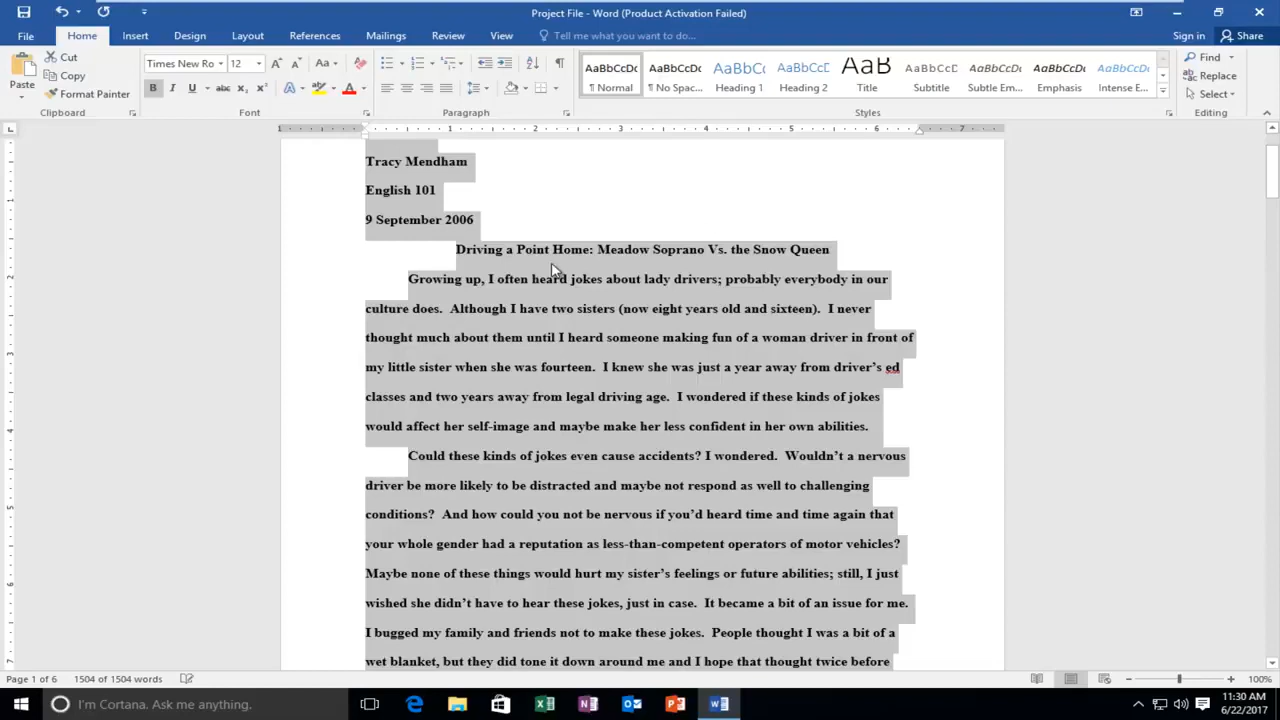 Project File - Word (Product Activation Failed)
File Home Insert Design Layout References Mailings Review View Tell me what you want to do... Sign in Share
Paste
Cut
Copy
Format Painter
Clipboard
Times New Ro 12 Aa
B I U abc X₂ X² A A
Font
Paragraph
AaBbCcDc AaBbCcDc AaBbCc AaBbCcD AaB AaBbCcD AaBbCcDc AaBbCcDc AaBbCcDc
¶ Normal ¶ No Spac... Heading 1 Heading 2 Title Subtitle Subtle Em... Emphasis Intense E...
Styles
Find
Replace
Select
Editing
1 1 2 3 4 5 6 7
Tracy Mendham
English 101
9 September 2006
Driving a Point Home: Meadow Soprano Vs. the Snow Queen
Growing up, I often heard jokes about lady drivers; probably everybody in our
culture does.  Although I have two sisters (now eight years old and sixteen).  I never
thought much about them until I heard someone making fun of a woman driver in front of
my little sister when she was fourteen.  I knew she was just a year away from driver’s ed
classes and two years away from legal driving age.  I wondered if these kinds of jokes
would affect her self-image and maybe make her less confident in her own abilities.
Could these kinds of jokes even cause accidents? I wondered.  Wouldn’t a nervous
driver be more likely to be distracted and maybe not respond as well to challenging
conditions?  And how could you not be nervous if you’d heard time and time again that
your whole gender had a reputation as less-than-competent operators of motor vehicles?
Maybe none of these things would hurt my sister’s feelings or future abilities; still, I just
wished she didn’t have to hear these jokes, just in case.  It became a bit of an issue for me.
I bugged my family and friends not to make these jokes.  People thought I was a bit of a
wet blanket, but they did tone it down around me and I hope that thought twice before
Page 1 of 6 1504 of 1504 words 100%
I'm Cortana. Ask me anything.
11:30 AM
6/22/2017